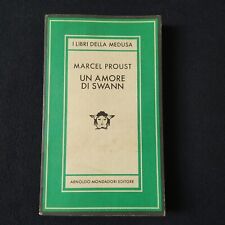 I LIBRI DELLA MEDUSA
MARCEL PROUST
UN AMORE
DI SWANN
ARNOLDO MONDADORI EDITORE